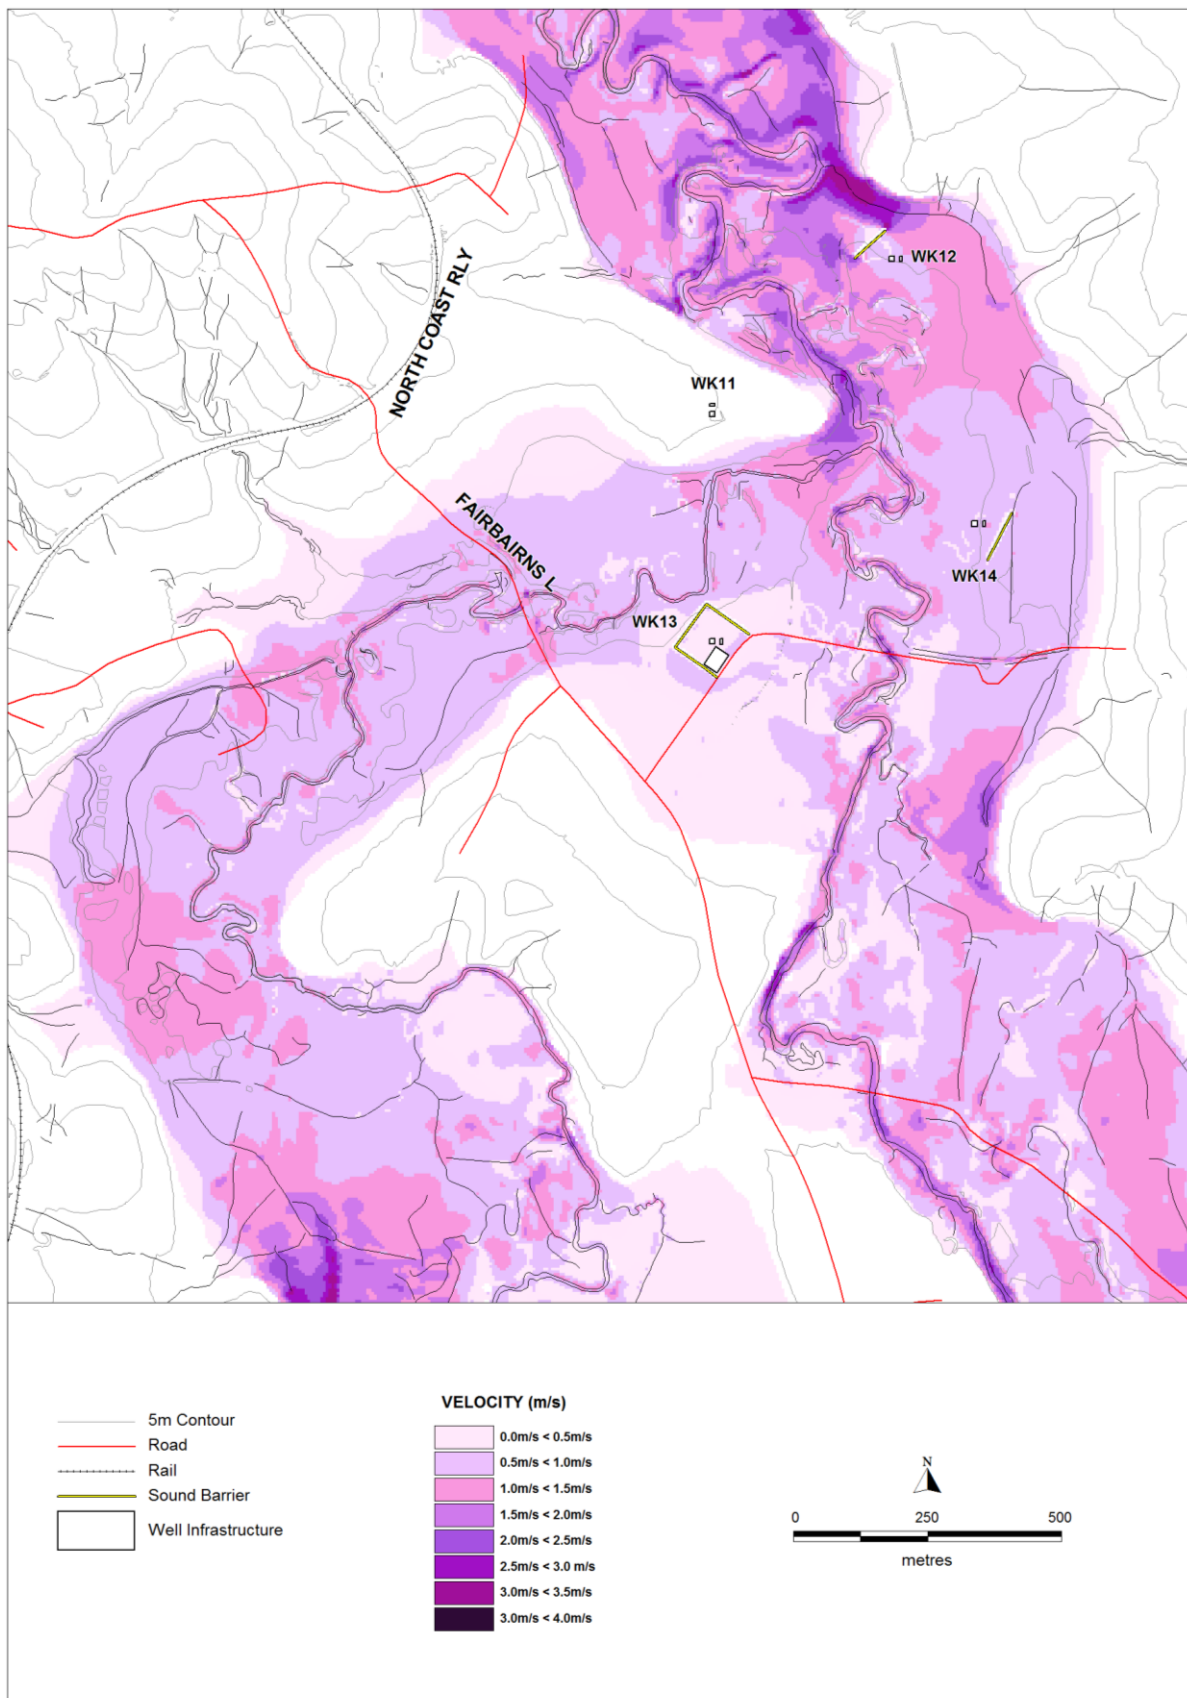 WK12
NORTH COAST RLY
WK11
FAIRBAIRNS L
WK14
WK13
VELOCITY (m/s)
5m Contour
Road
Rail
Sound Barrier
Well Infrastructure
0.0m/s < 0.5m/s
0.5m/s < 1.0m/s
1.0m/s < 1.5m/s
1.5m/s < 2.0m/s
2.0m/s < 2.5m/s
2.5m/s < 3.0 m/s
3.0m/s < 3.5m/s
3.0m/s < 4.0m/s
N
0 250 500
metres